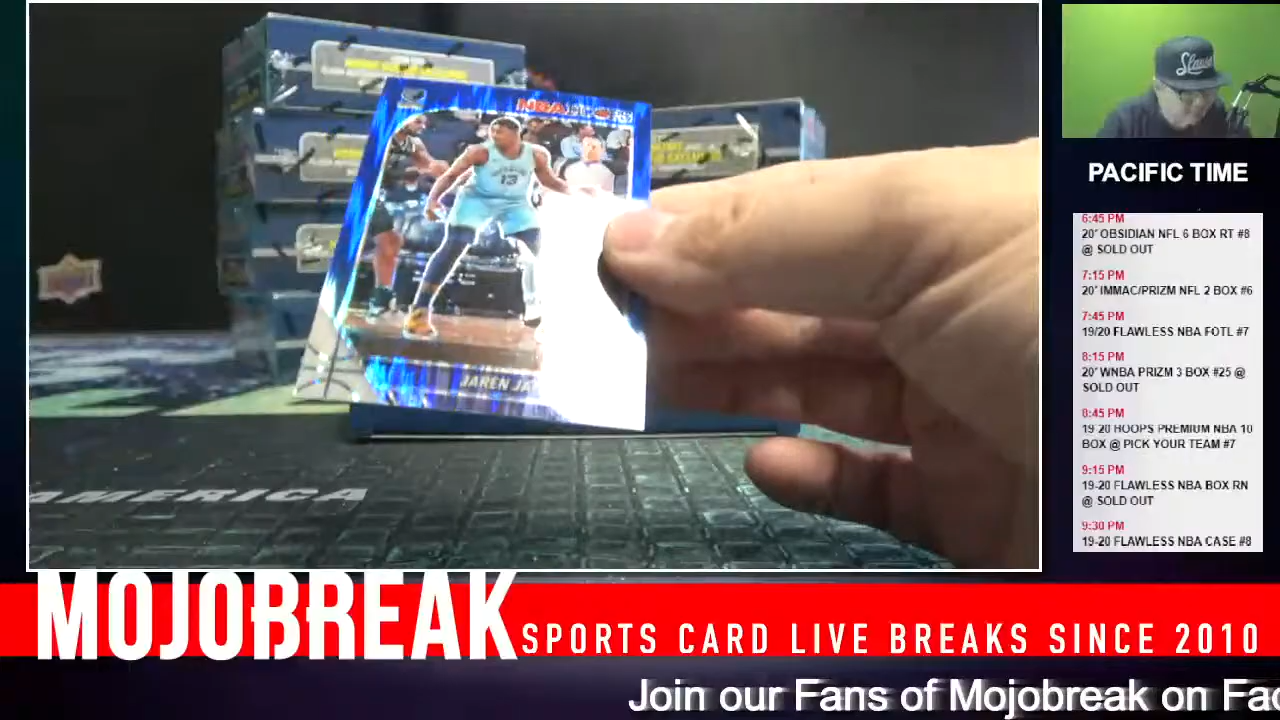 13
JAREN JA
AMERICA
Slauson
PACIFIC TIME
6:45 PM
20' OBSIDIAN NFL 6 BOX RT #8
@ SOLD OUT
7:15 PM
20' IMMAC/PRIZM NFL 2 BOX #6
7:45 PM
19/20 FLAWLESS NBA FOTL #7
8:15 PM
20' WNBA PRIZM 3 BOX #25 @
SOLD OUT
8:45 PM
19-20 HOOPS PREMIUM NBA 10
BOX @ PICK YOUR TEAM #7
9:15 PM
19-20 FLAWLESS NBA BOX RN
@ SOLD OUT
9:30 PM
19-20 FLAWLESS NBA CASE #8
MOJOBREAK
SPORTS CARD LIVE BREAKS SINCE 2010
Join our Fans of Mojobreak on Fac